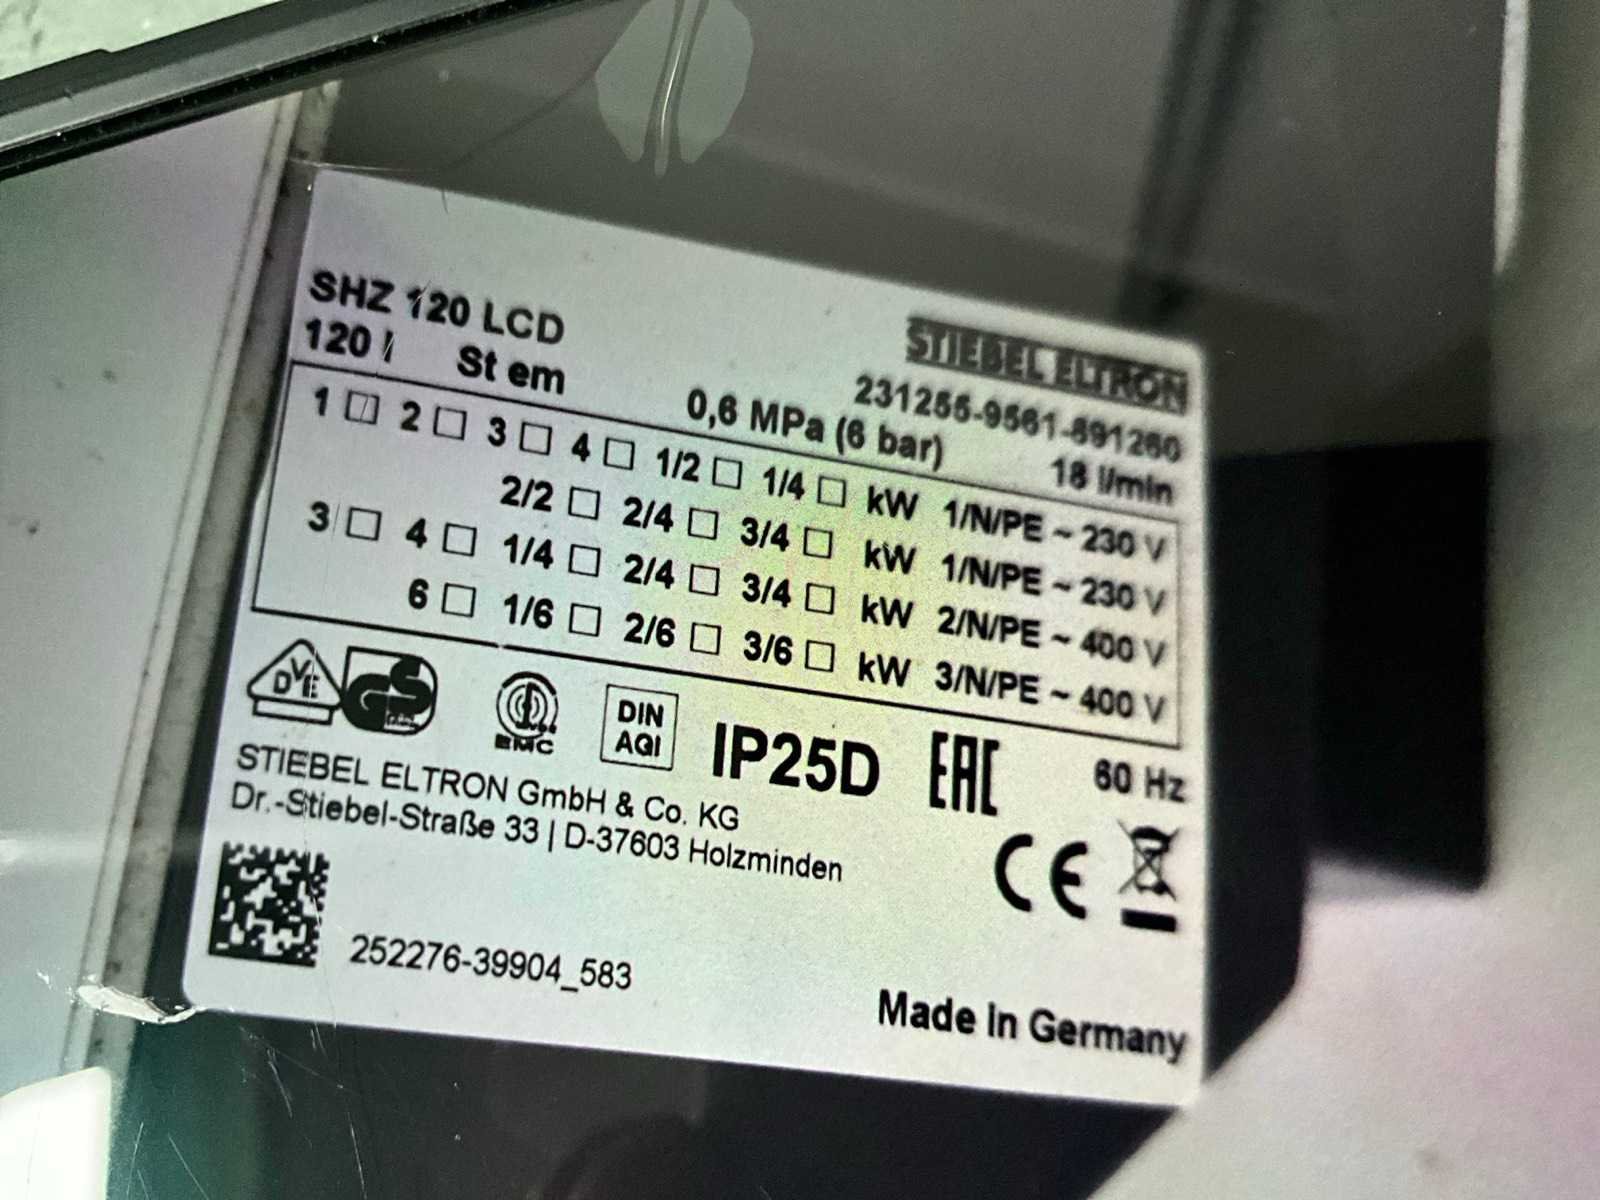 SHZ 120 LCD
STIEBEL ELTRON
120 l St em 0,6 MPa (6 bar) 18 l/min
1 □ 2 □ 3 □ 4 □ 1/2 □ 1/4 □ kW 1/N/PE ~ 230 V
2/2 □ 2/4 □ 3/4 □ kW 1/N/PE ~ 230 V
3 □ 4 □ 1/4 □ 2/4 □ 3/4 □ kW 2/N/PE ~ 400 V
6 □ 1/6 □ 2/6 □ 3/6 □ kW 3/N/PE ~ 400 V
DVE GS EMC DIN AQI IP25D EAC 60 Hz
STIEBEL ELTRON GmbH & Co. KG
Dr.-Stiebel-Straße 33 | D-37603 Holzminden
CE
252276-39904_583
Made in Germany